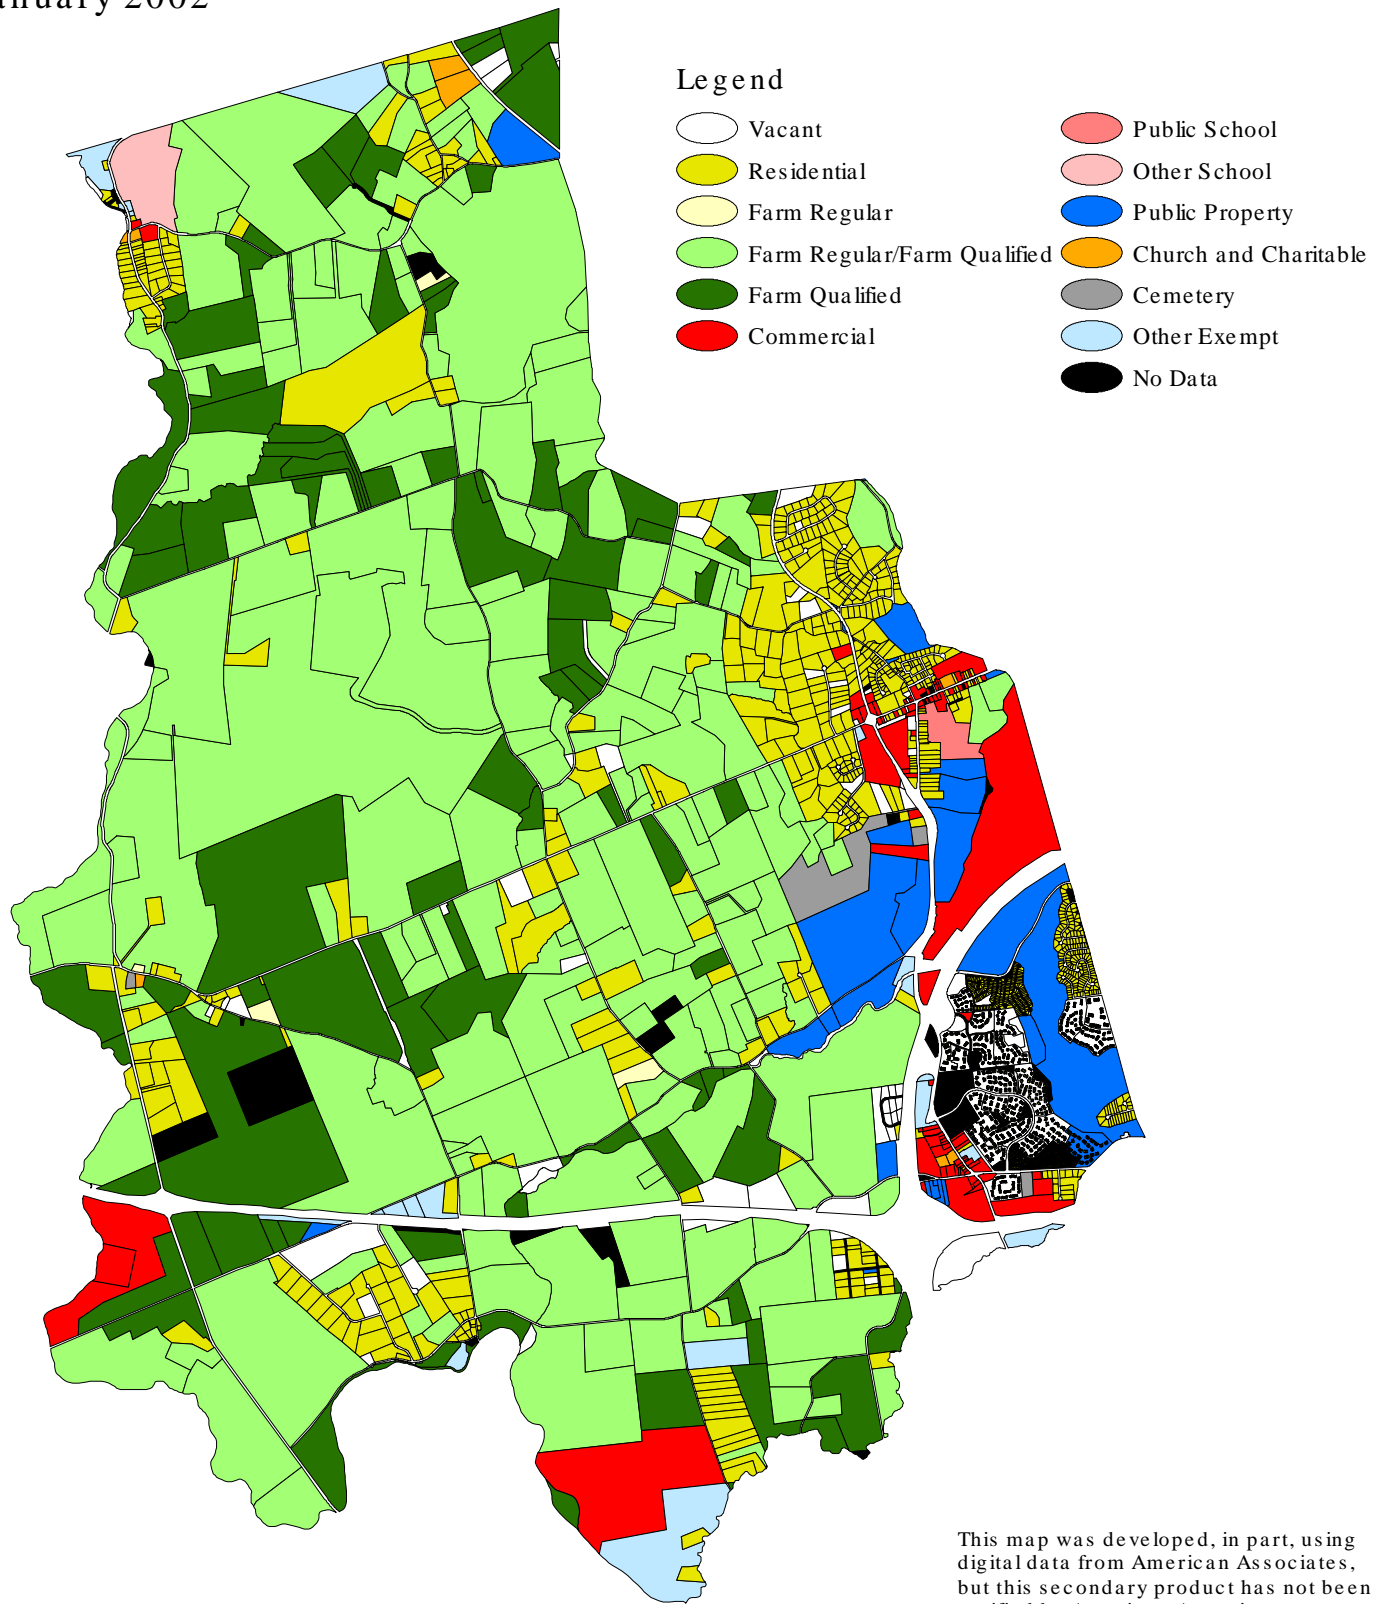 2002
Legend
Vacant
Residential
Farm Regular
Farm Regular/Farm Qualified
Farm Qualified
Commercial
Public School
Other School
Public Property
Church and Charitable
Cemetery
Other Exempt
No Data
This map was developed, in part, using
digital data from American Associates,
but this secondary product has not been